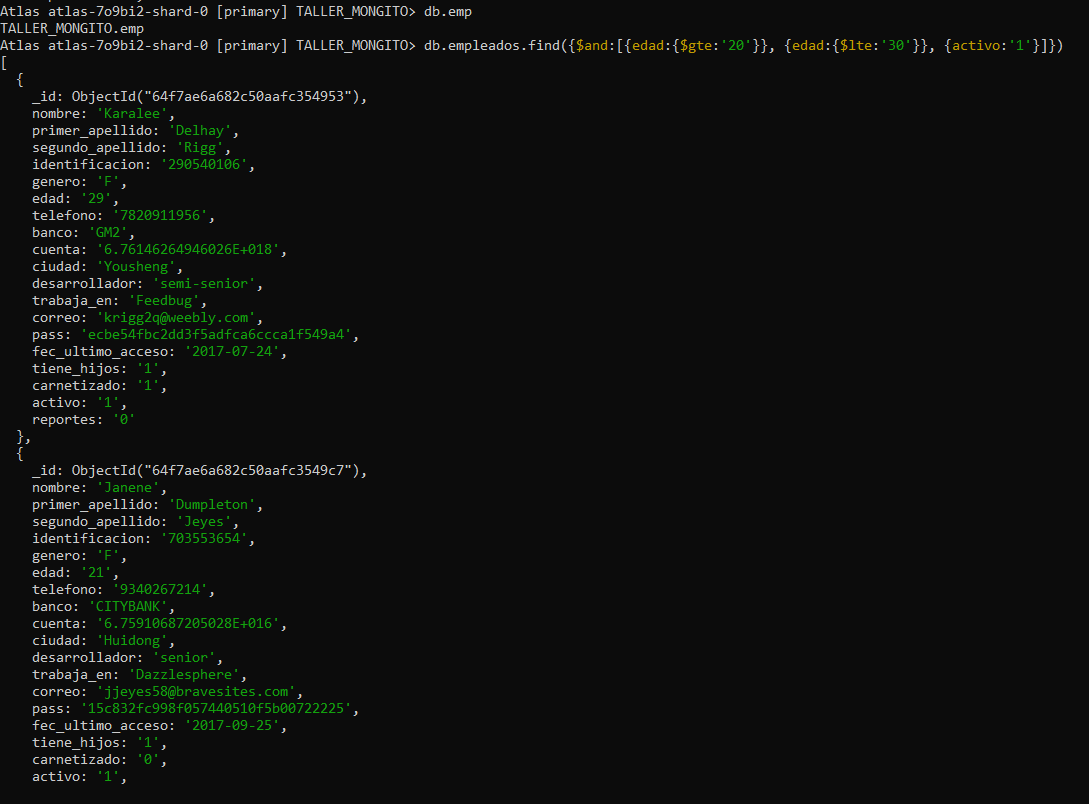 Atlas atlas-7o9bi2-shard-0 [primary] TALLER_MONGITO> db.emp
TALLER_MONGITO.emp
Atlas atlas-7o9bi2-shard-0 [primary] TALLER_MONGITO> db.empleados.find({$and:[{edad:{$gte:'20'}}, {edad:{$lte:'30'}}, {activo:'1'}]})
[
  {
    _id: ObjectId("64f7ae6a682c50aafc354953"),
    nombre: 'Karalee',
    primer_apellido: 'Delhay',
    segundo_apellido: 'Rigg',
    identificacion: '290540106',
    genero: 'F',
    edad: '29',
    telefono: '7820911956',
    banco: 'GM2',
    cuenta: '6.76146264946026E+018',
    ciudad: 'Yousheng',
    desarrollador: 'semi-senior',
    trabaja_en: 'Feedbug',
    correo: 'krigg2q@weebly.com',
    pass: 'ecbe54fbc2dd3f5adfca6ccca1f549a4',
    fec_ultimo_acceso: '2017-07-24',
    tiene_hijos: '1',
    carnetizado: '1',
    activo: '1',
    reportes: '0'
  },
  {
    _id: ObjectId("64f7ae6a682c50aafc3549c7"),
    nombre: 'Janene',
    primer_apellido: 'Dumpleton',
    segundo_apellido: 'Jeyes',
    identificacion: '703553654',
    genero: 'F',
    edad: '21',
    telefono: '9340267214',
    banco: 'CITYBANK',
    cuenta: '6.75910687205028E+016',
    ciudad: 'Huidong',
    desarrollador: 'senior',
    trabaja_en: 'Dazzlesphere',
    correo: 'jjeyes58@bravesites.com',
    pass: '15c832fc998f057440510f5b00722225',
    fec_ultimo_acceso: '2017-09-25',
    tiene_hijos: '1',
    carnetizado: '0',
    activo: '1',